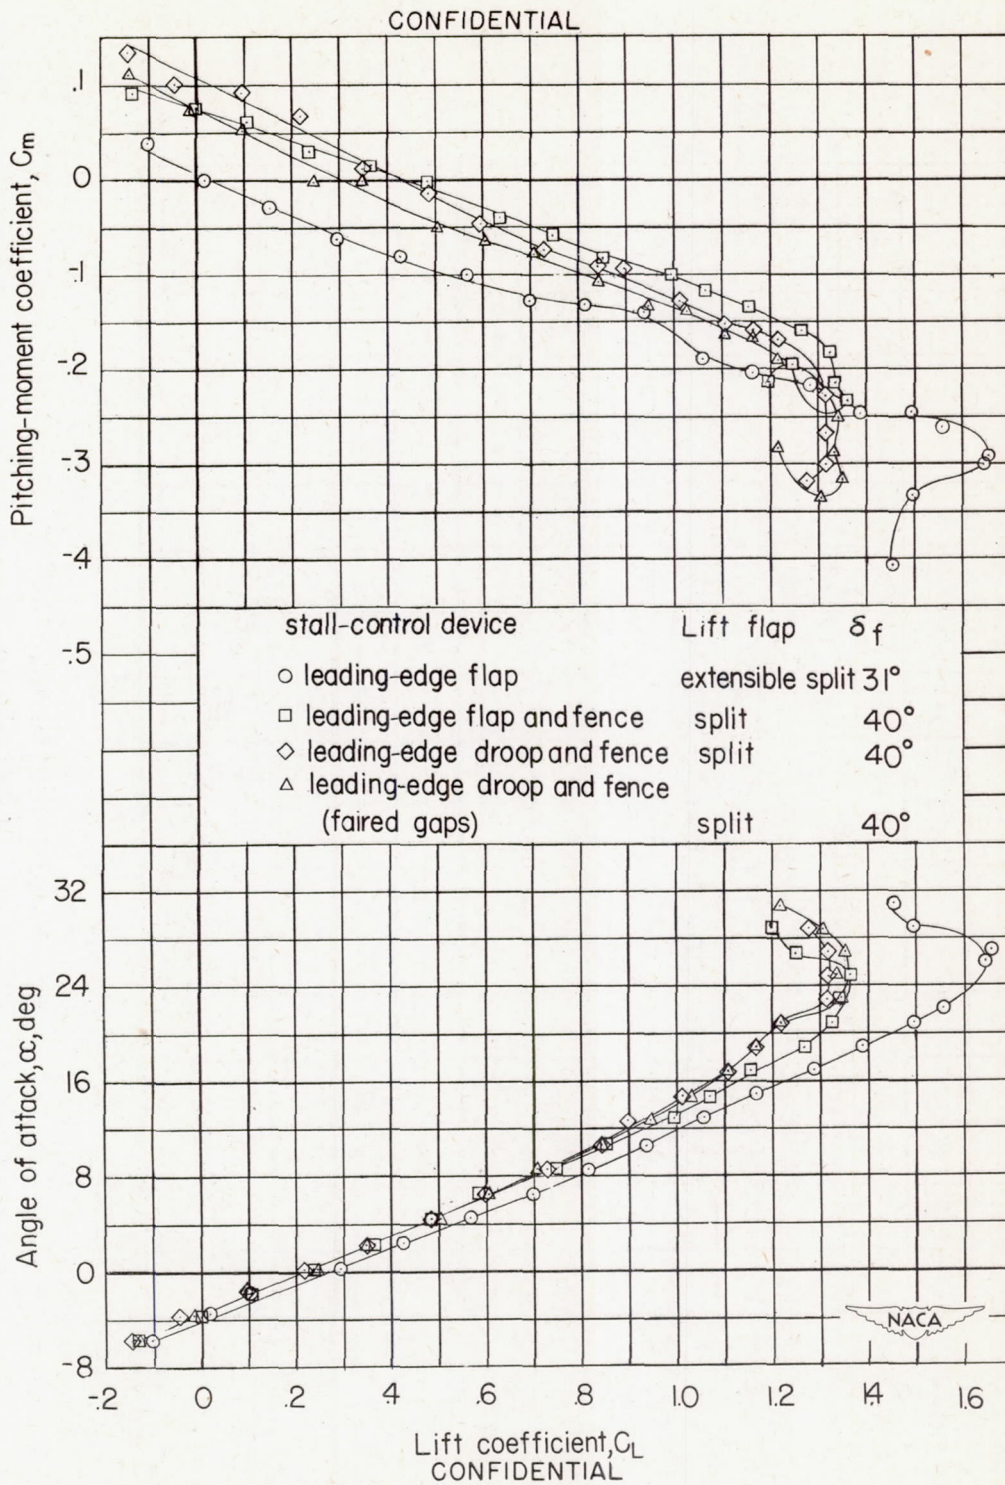 CONFIDENTIAL
Pitching-moment coefficient, Cm
.1
0
-.1
-.2
-.3
-.4
-.5
stall-control device Lift flap δf
○ leading-edge flap extensible split 31°
□ leading-edge flap and fence split 40°
◇ leading-edge droop and fence split 40°
△ leading-edge droop and fence
(faired gaps) split 40°
Angle of attack, α, deg
32
24
16
8
0
-8
NACA
-.2 0 .2 .4 .6 .8 1.0 1.2 1.4 1.6
Lift coefficient, CL
CONFIDENTIAL